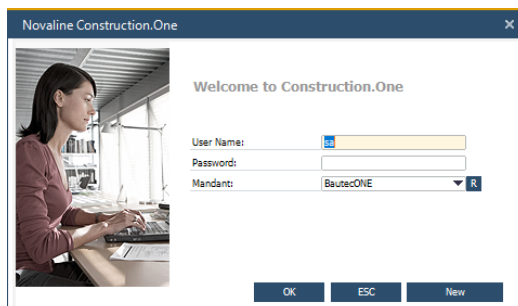 Novaline Construction.One
Welcome to Construction.One
User Name: sa
Password:
Mandant: BautecONE R
OK ESC New